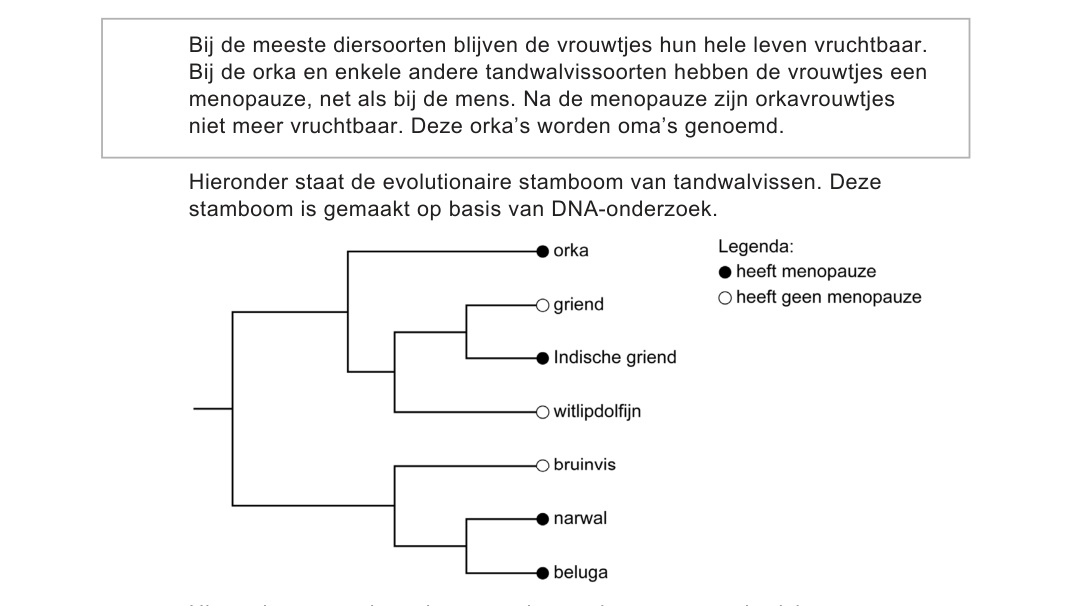 Bij de meeste diersoorten blijven de vrouwtjes hun hele leven vruchtbaar.
Bij de orka en enkele andere tandwalvissoorten hebben de vrouwtjes een
menopauze, net als bij de mens. Na de menopauze zijn orkavrouwtjes
niet meer vruchtbaar. Deze orka’s worden oma’s genoemd.
Hieronder staat de evolutionaire stamboom van tandwalvissen. Deze
stamboom is gemaakt op basis van DNA-onderzoek.
orka
griend
Indische griend
witlipdolfijn
bruinvis
narwal
beluga
Legenda:
heeft menopauze
heeft geen menopauze